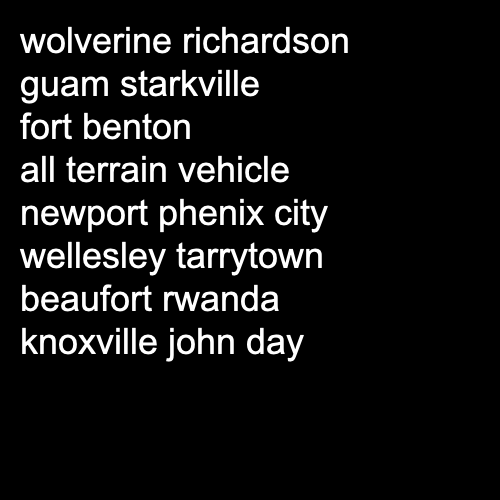 wolverine richardson
guam starkville
fort benton
all terrain vehicle
newport phenix city
wellesley tarrytown
beaufort rwanda
knoxville john day